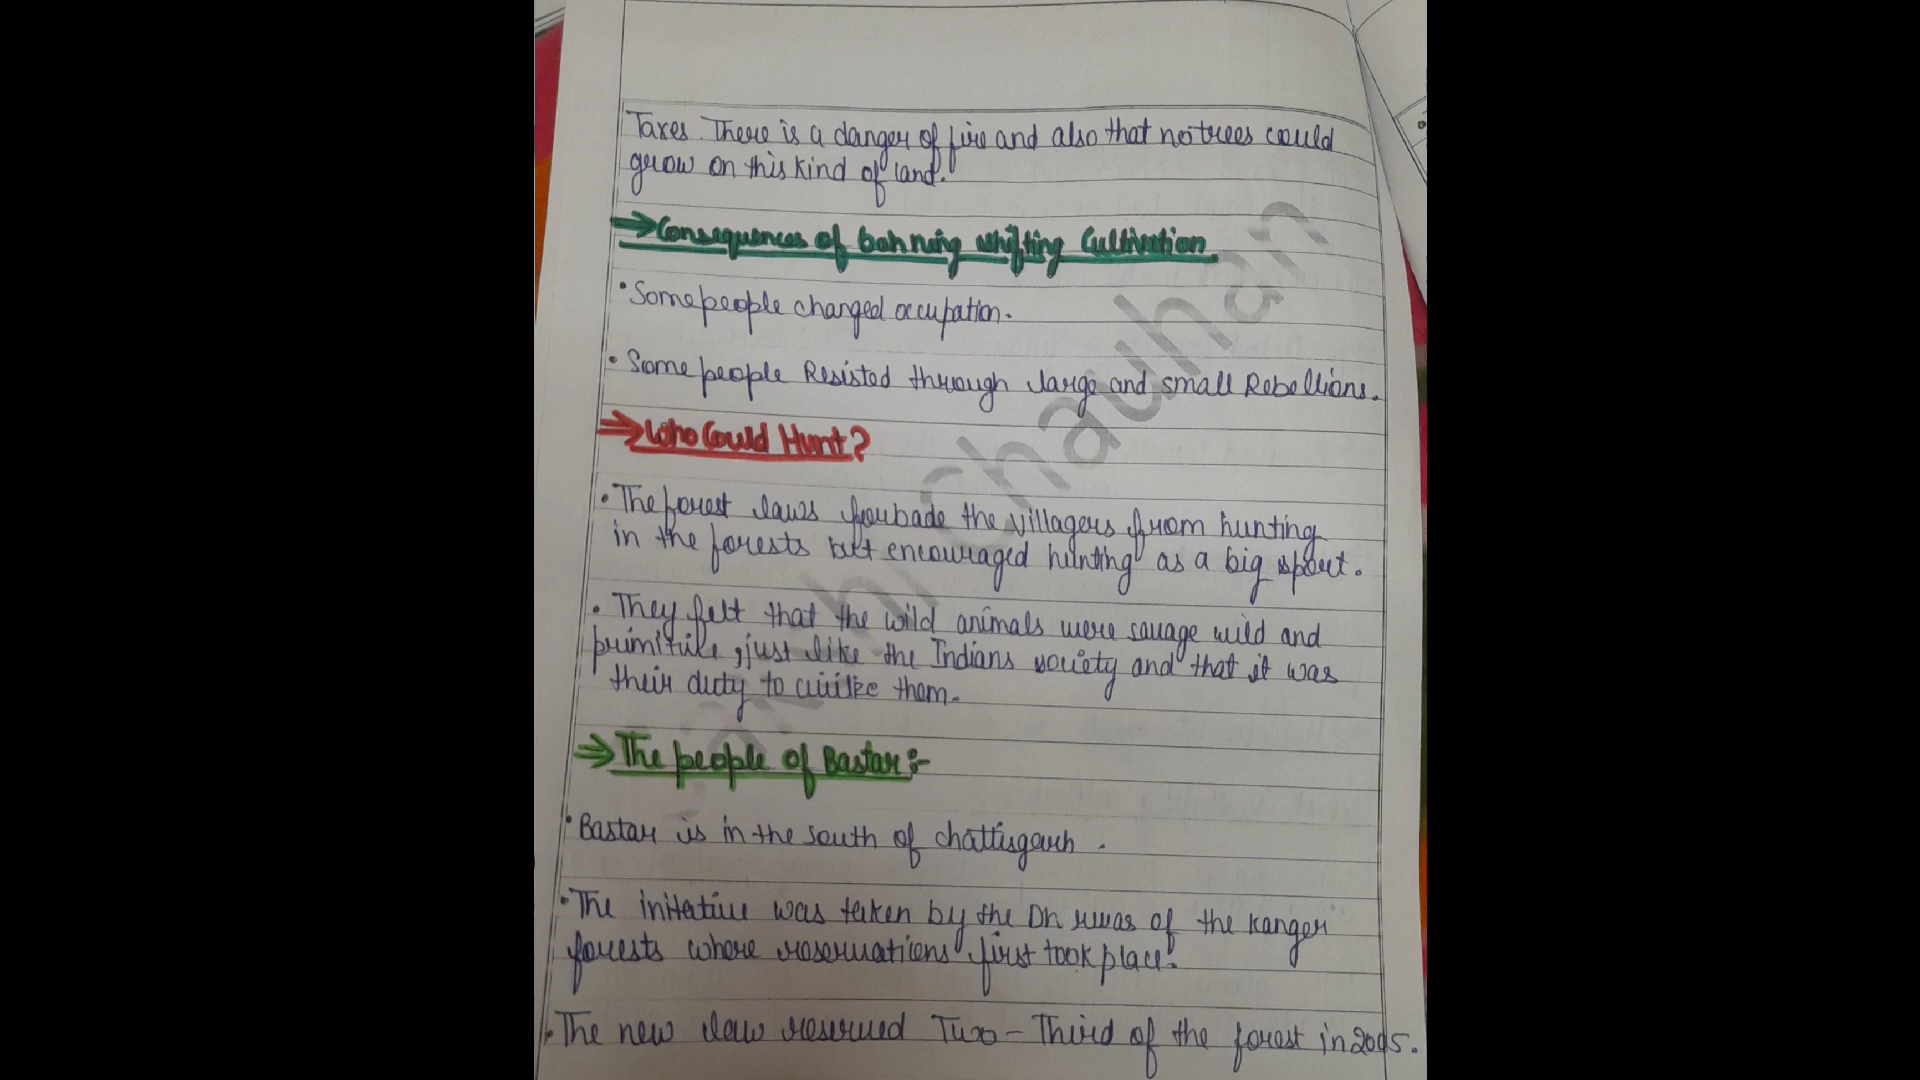 Taxes. There is a danger of fire and also that no trees could
grow on this kind of land.
⇒ Consequences of banning shifting Cultivation
• Some people changed occupation.
• Some people Resisted through large and small Rebellions.
⇒ Who Could Hunt?
• The forest laws forbade the villagers from hunting
in the forests but encouraged hunting as a big sport.
• They felt that the wild animals were savage wild and
primitive, just like the Indians society and that it was
their duty to them.
⇒ The people of Bastar :-
• Bastar is in the south of chattisgarh .
• The initative was taken by the Dhruwas of the Kanger
forests where reservations first took place.
• The new law reserved Two - Third of the forest in
Chauhan